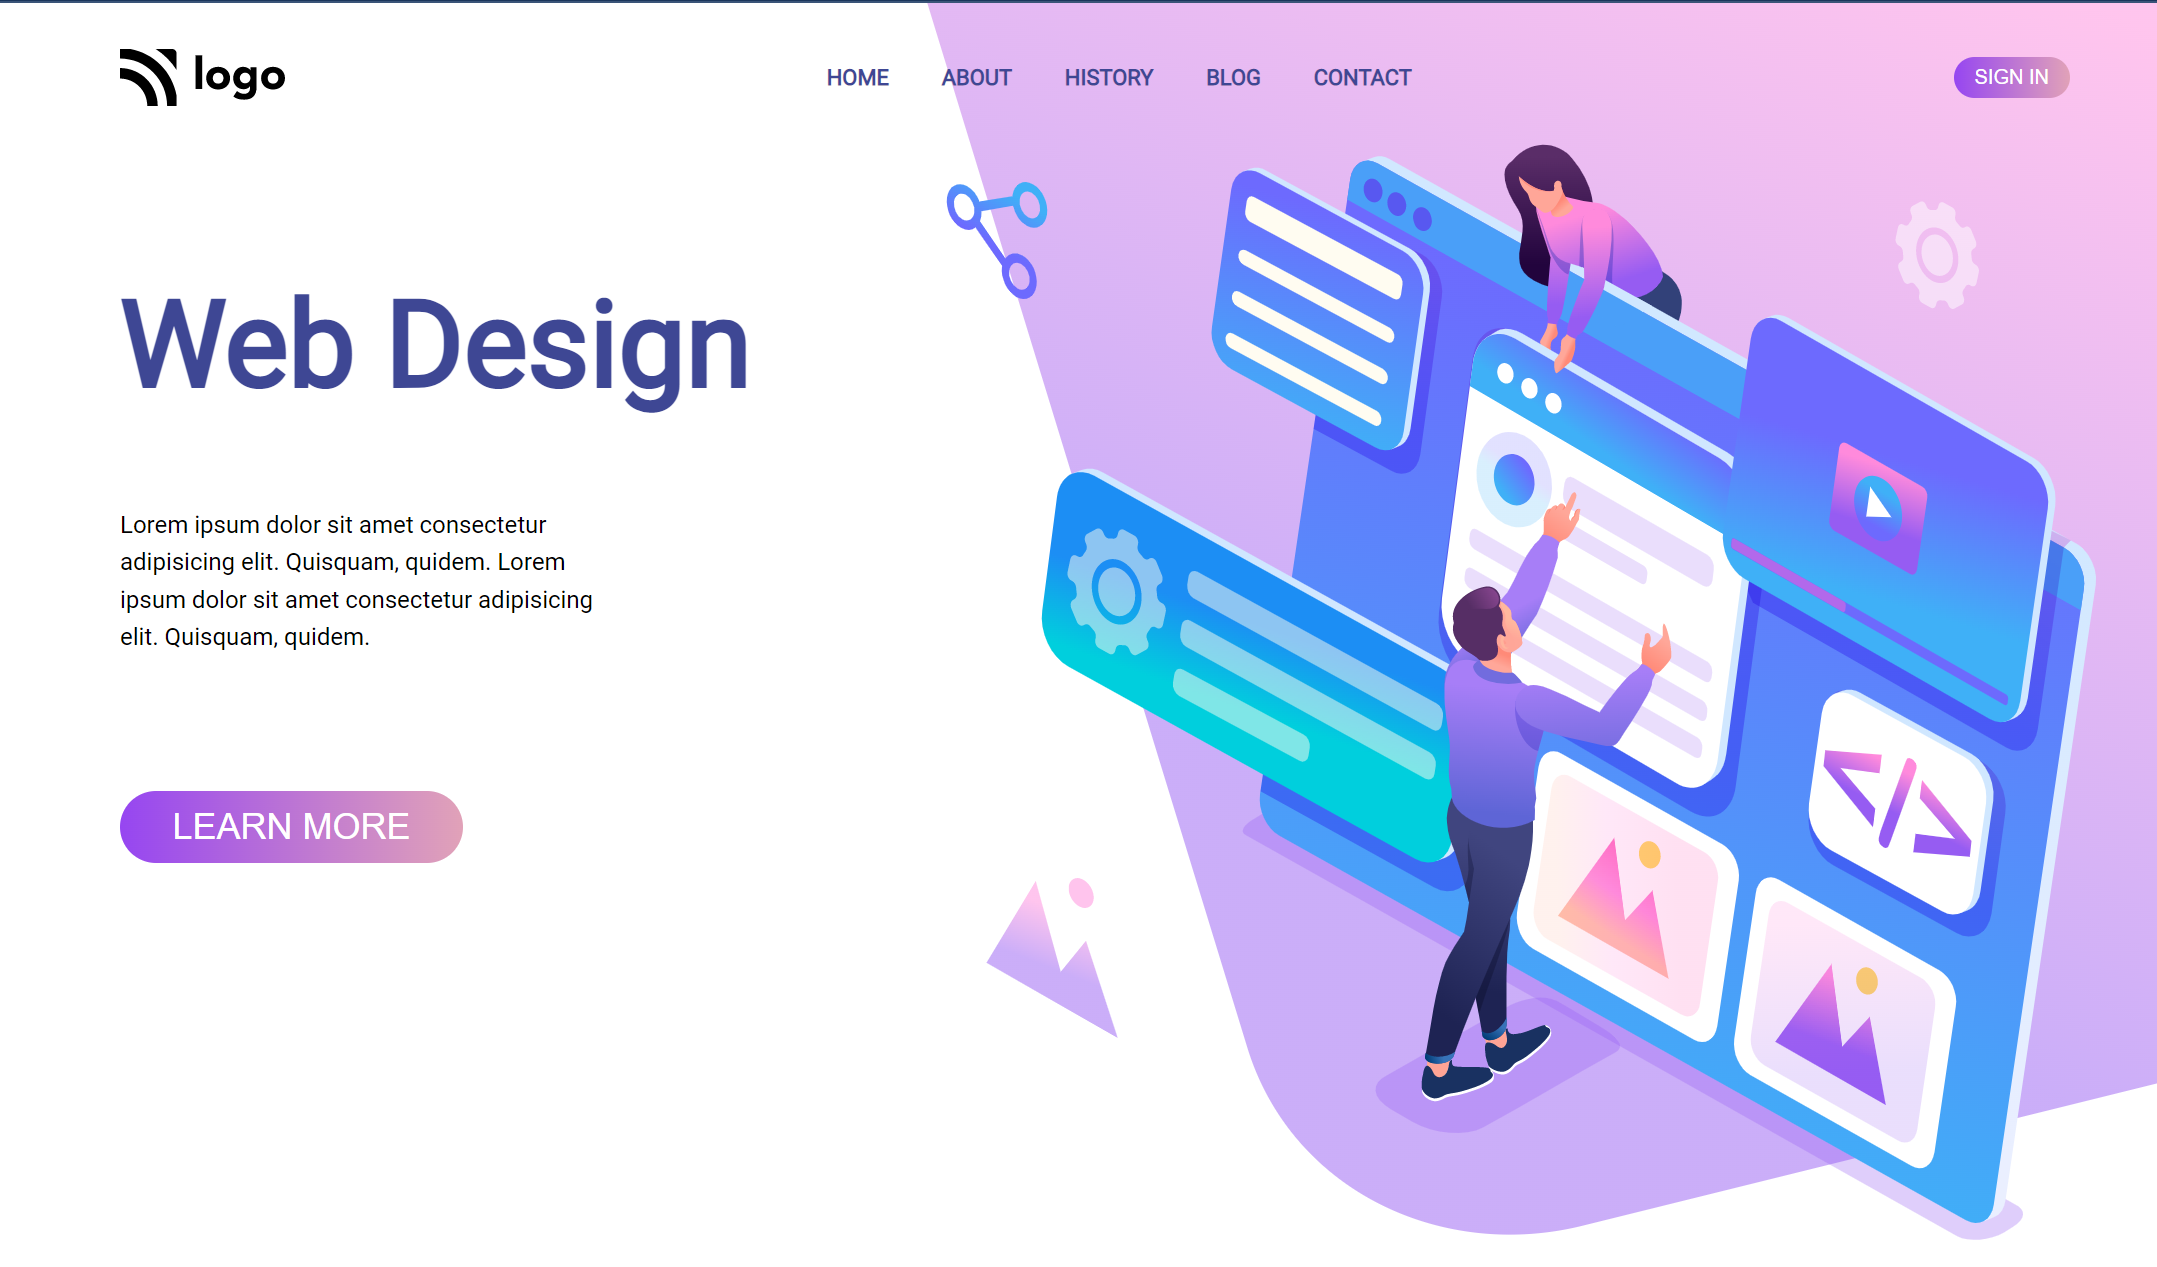 logo
HOME ABOUT HISTORY BLOG CONTACT
SIGN IN
Web Design
Lorem ipsum dolor sit amet consectetur
adipisicing elit. Quisquam, quidem. Lorem
ipsum dolor sit amet consectetur adipisicing
elit. Quisquam, quidem.
LEARN MORE
</>